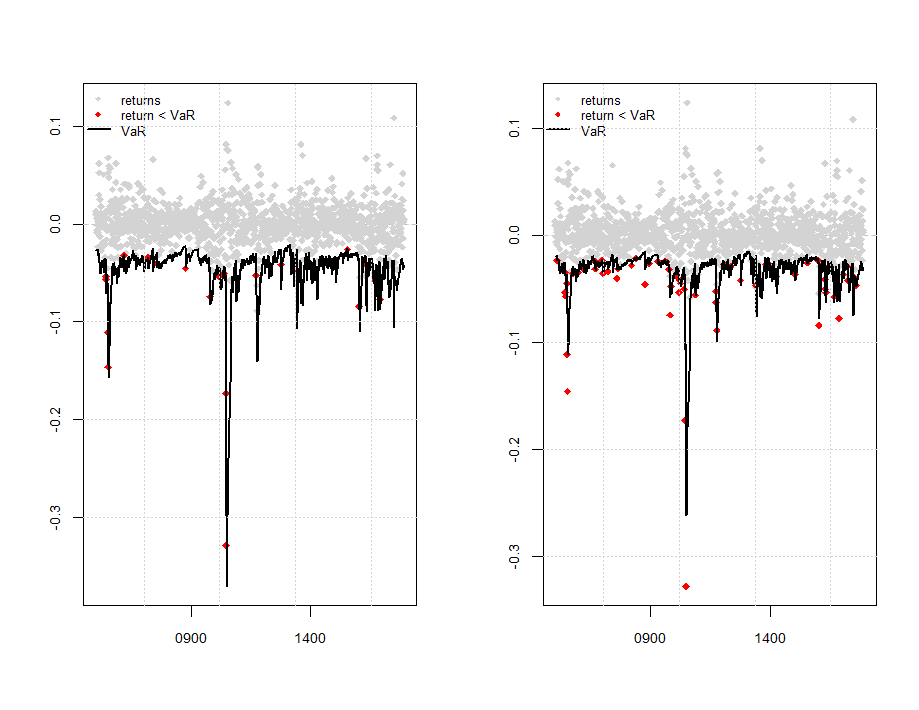 returns
return < VaR
VaR
0.1
0.0
-0.1
-0.2
-0.3
0900
1400
returns
return < VaR
VaR
0.1
0.0
-0.1
-0.2
-0.3
0900
1400